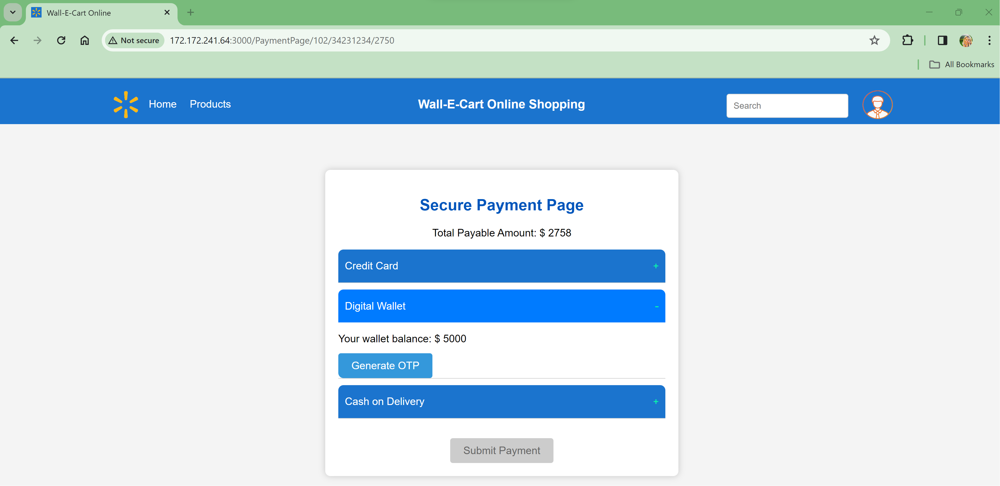 Wall-E-Cart Online
Not secure 172.172.241.64:3000/PaymentPage/102/34231234/2750
All Bookmarks
Home Products Wall-E-Cart Online Shopping Search
Secure Payment Page
Total Payable Amount: $ 2758
Credit Card +
Digital Wallet -
Your wallet balance: $ 5000
Generate OTP
Cash on Delivery +
Submit Payment